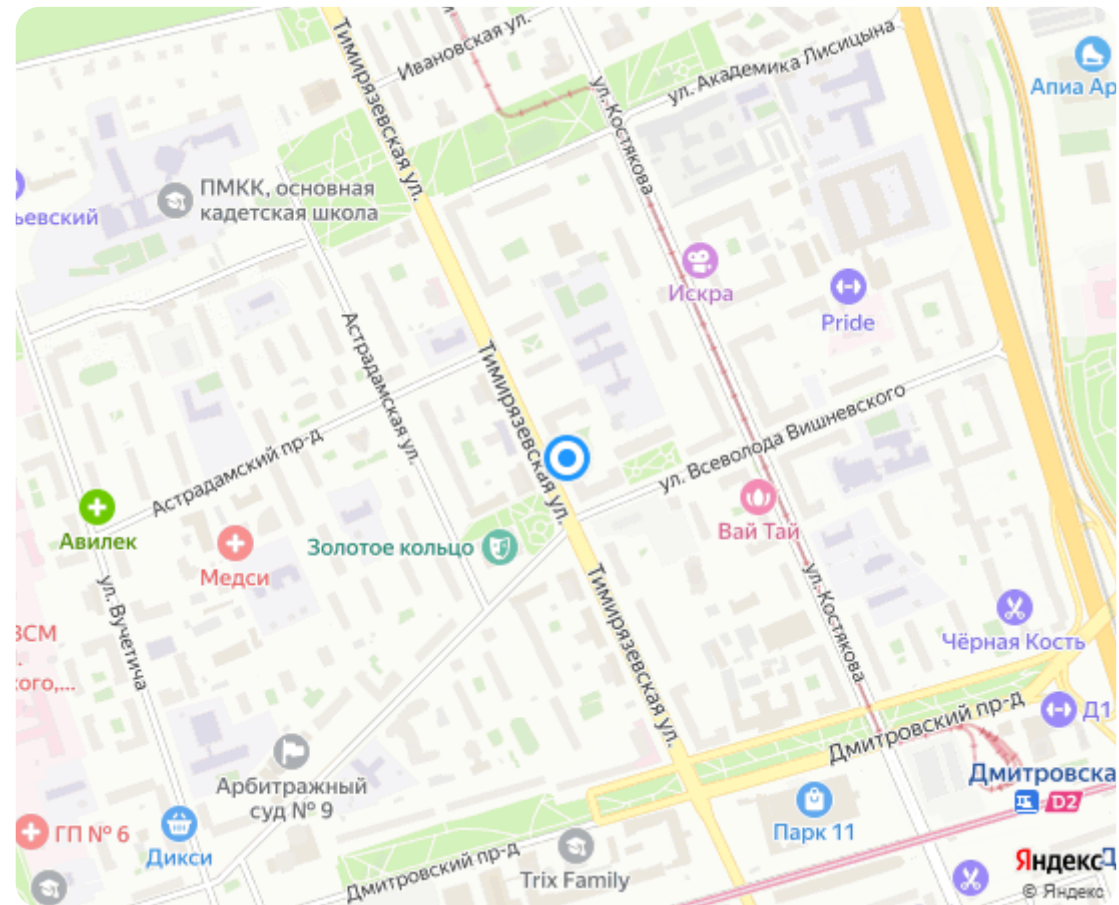 Тимирязевская ул.
Ивановская ул.
ул. Академика Лисицына
ул. Костякова
Апиа Ар
ПМКК, основная
кадетская школа
ьевский
Искра
Pride
Астрадамская ул.
Тимирязевская ул.
ул. Всеволода Вишневского
Астрадамский пр-д
Авилек
Медси
Золотое кольцо
Вай Тай
ул. Вучетича
Тимирязевская ул.
ул. Костякова
Чёрная Кость
ЗСМ
.
кого,...
Дмитровский пр-д
Д1
Арбитражный
суд № 9
Дмитровска
D2
ГП № 6
Дикси
Парк 11
Дмитровский пр-д
Trix Family
Яндекс
© Яндекс